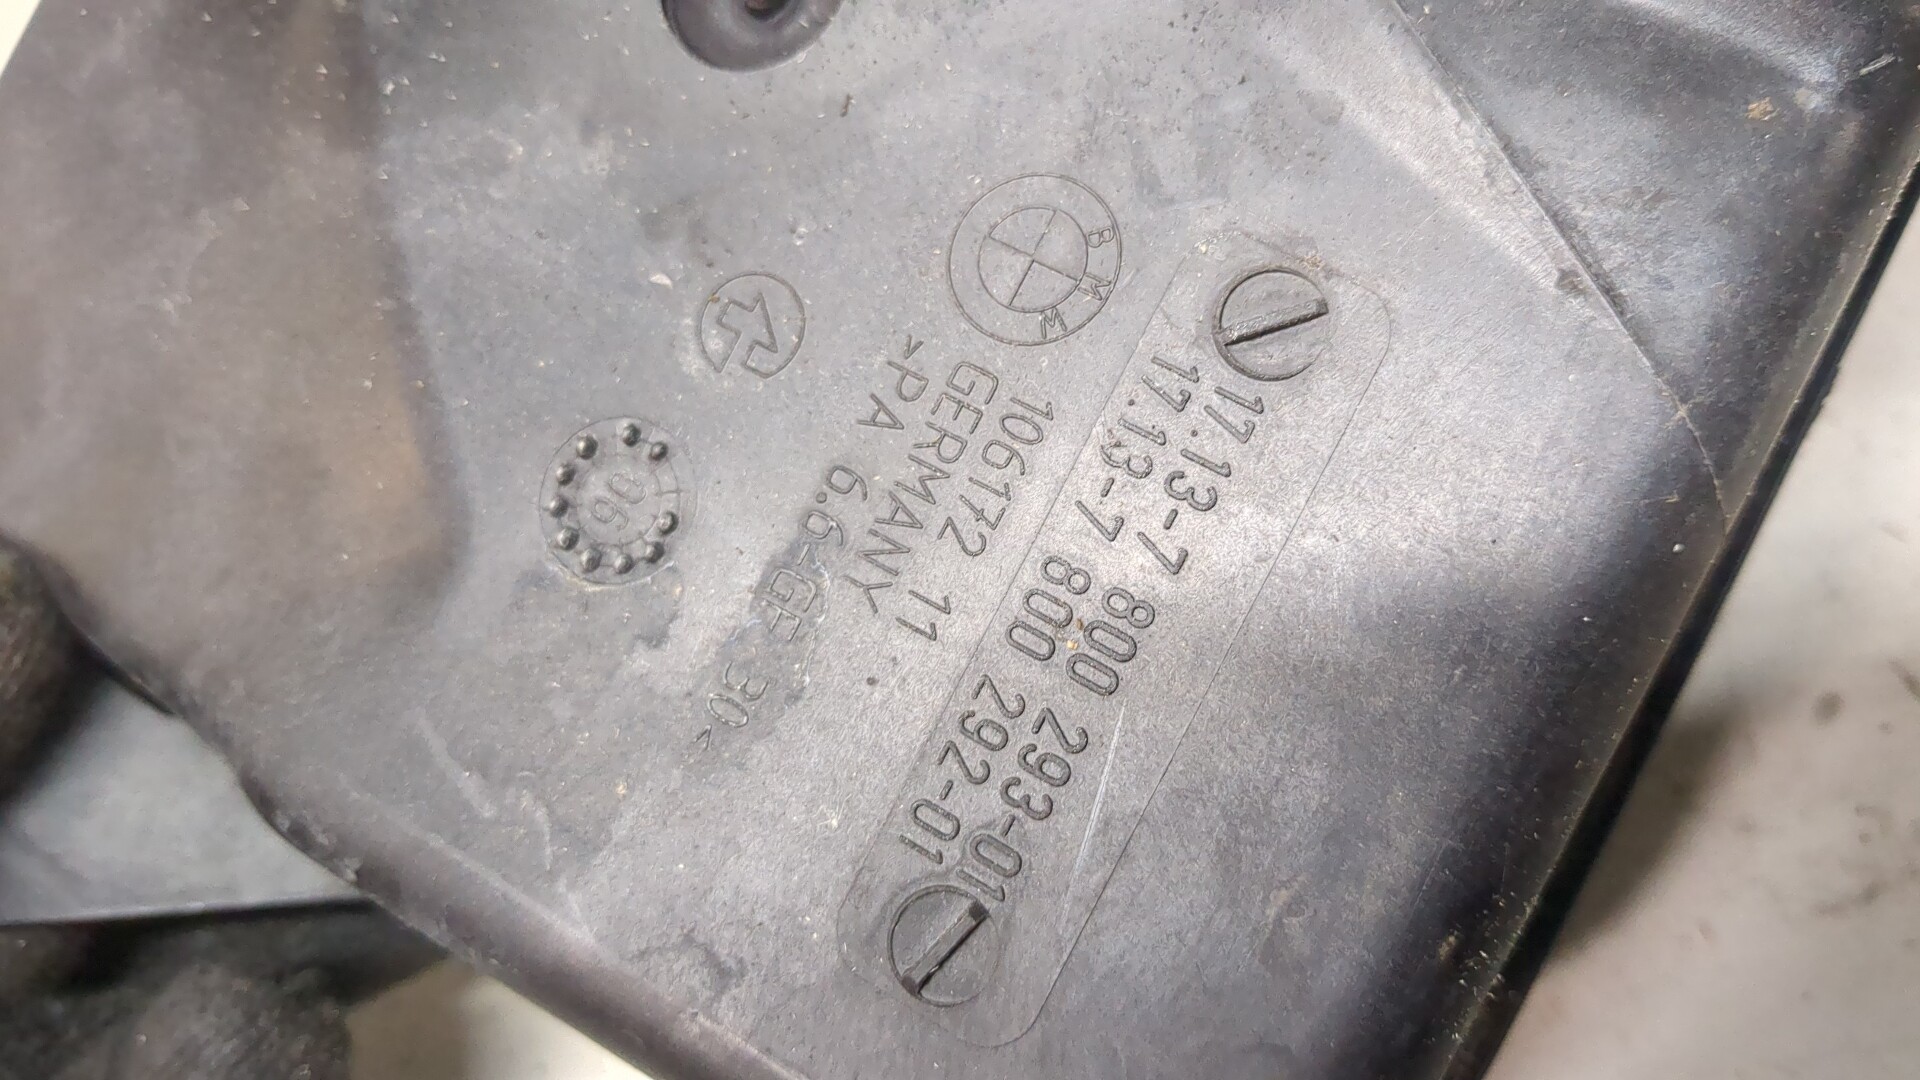 BMW
17.13-7 800 293-01
17.13-7 800 292-01
106172 11
GERMANY
>PA 6.6-GF 30<
06